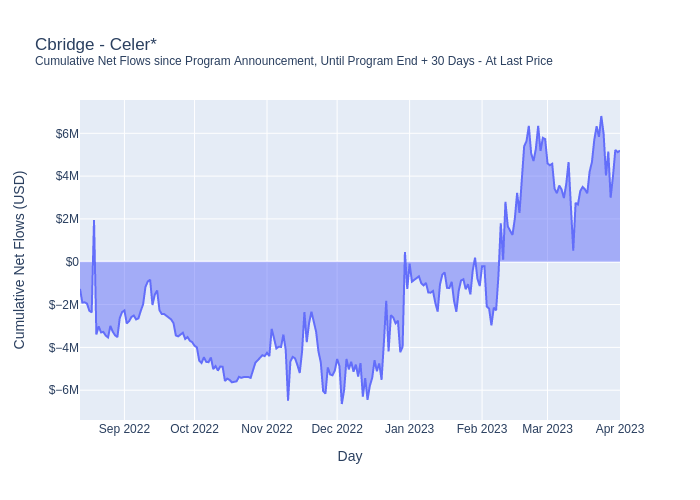 Cbridge - Celer*
Cumulative Net Flows since Program Announcement, Until Program End + 30 Days - At Last Price
Cumulative Net Flows (USD)
$6M
$4M
$2M
$0
$−2M
$−4M
$−6M
Sep 2022 Oct 2022 Nov 2022 Dec 2022 Jan 2023 Feb 2023 Mar 2023 Apr 2023
Day